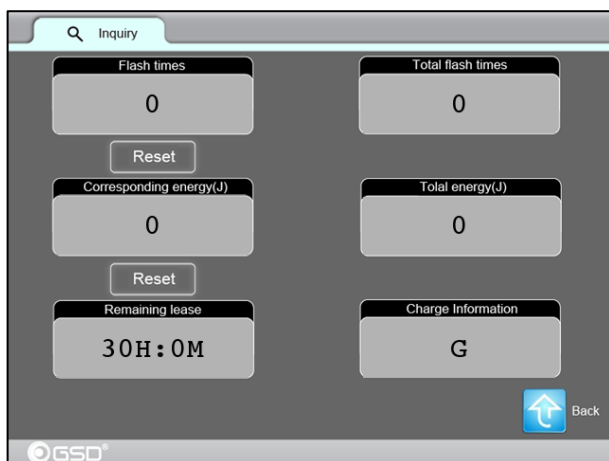 Inquiry
Flash times
0
Total flash times
0
Reset
Corresponding energy(J)
0
Tolal energy(J)
0
Reset
Remaining lease
30H:0M
Charge Information
G
Back
GSD®